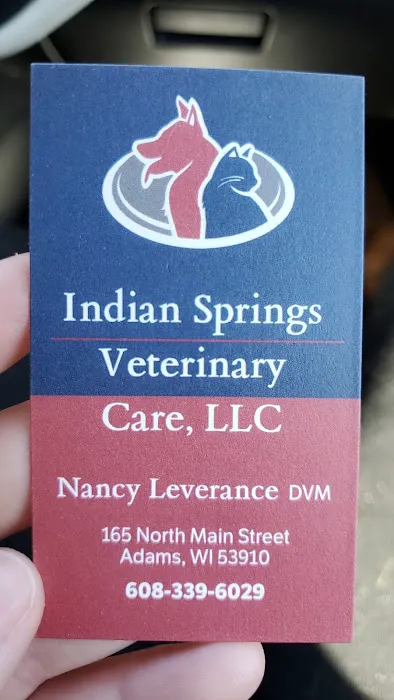 Indian Springs
Veterinary
Care, LLC
Nancy Leverance DVM
165 North Main Street
Adams, WI 53910
608-339-6029